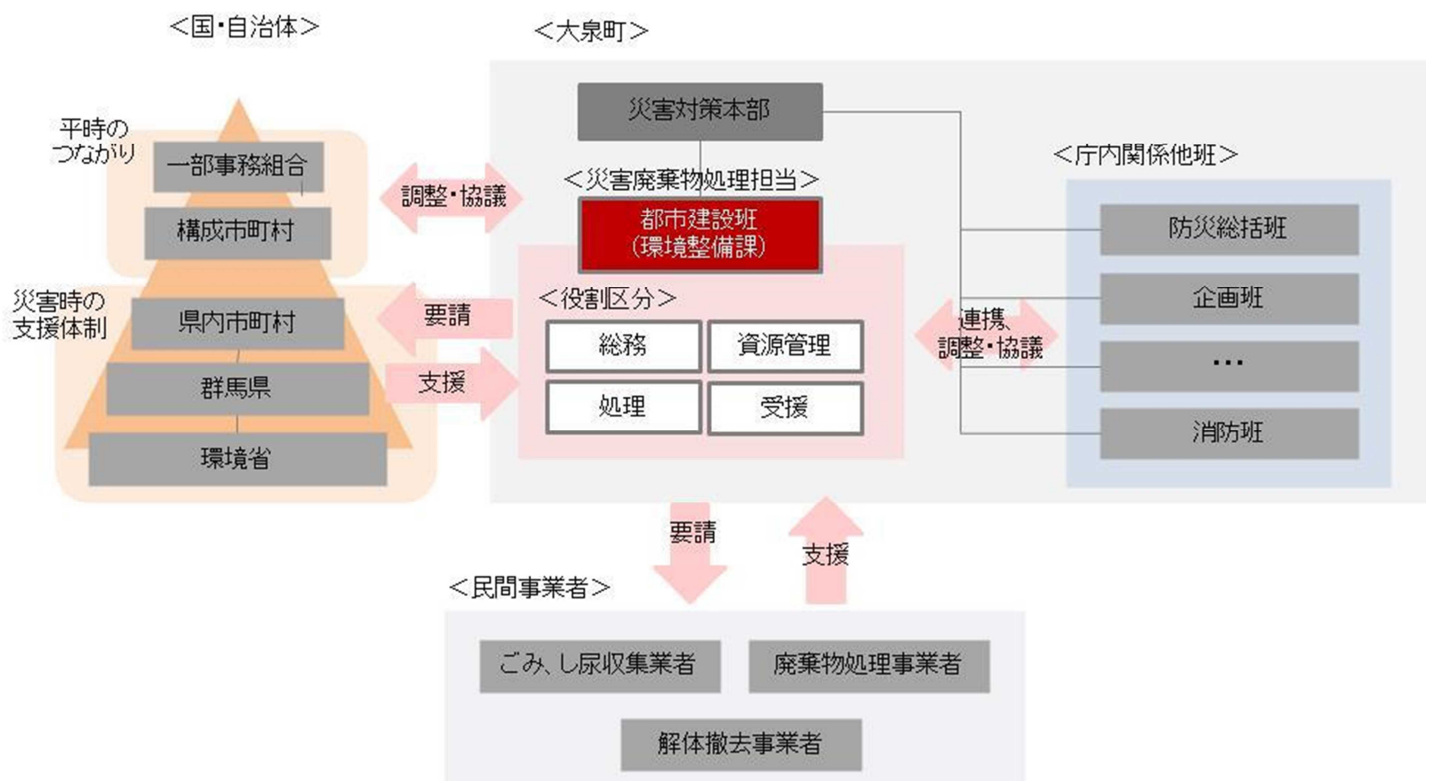 ＜国・自治体＞
平時の
つながり
一部事務組合
構成市町村
災害時の
支援体制
県内市町村
群馬県
環境省
調整・協議
要請
支援
＜大泉町＞
災害対策本部
＜災害廃棄物処理担当＞
都市建設班
(環境整備課)
＜役割区分＞
総務
資源管理
処理
受援
連携、
調整・協議
＜庁内関係他班＞
防災総括班
企画班
…
消防班
要請
支援
＜民間事業者＞
ごみ、し尿収集業者
廃棄物処理事業者
解体撤去事業者